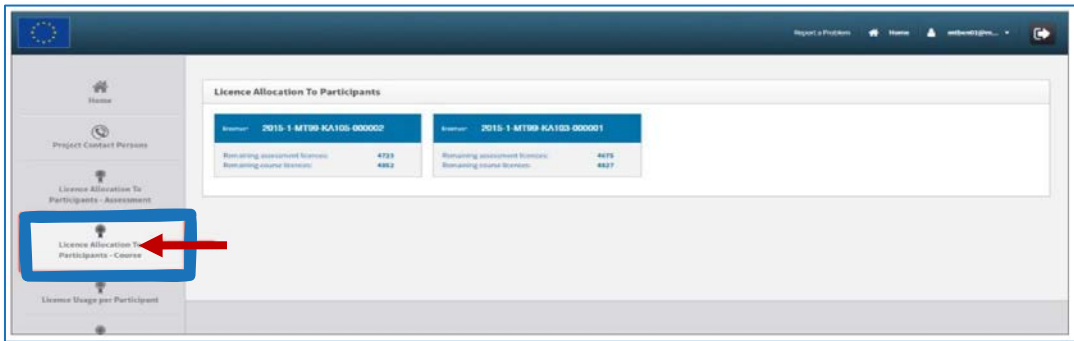 Report a Problem Home
Home
Project Contact Persons
Licence Allocation To
Participants - Assessment
Licence Allocation To
Participants - Course
Licence Usage per Participant
Licence Allocation To Participants
2015-1-MT99-KA105-000002
Remaining assessment licences: 4723
Remaining course licences: 4852
2015-1-MT99-KA103-000001
Remaining assessment licences: 4675
Remaining course licences: 4827